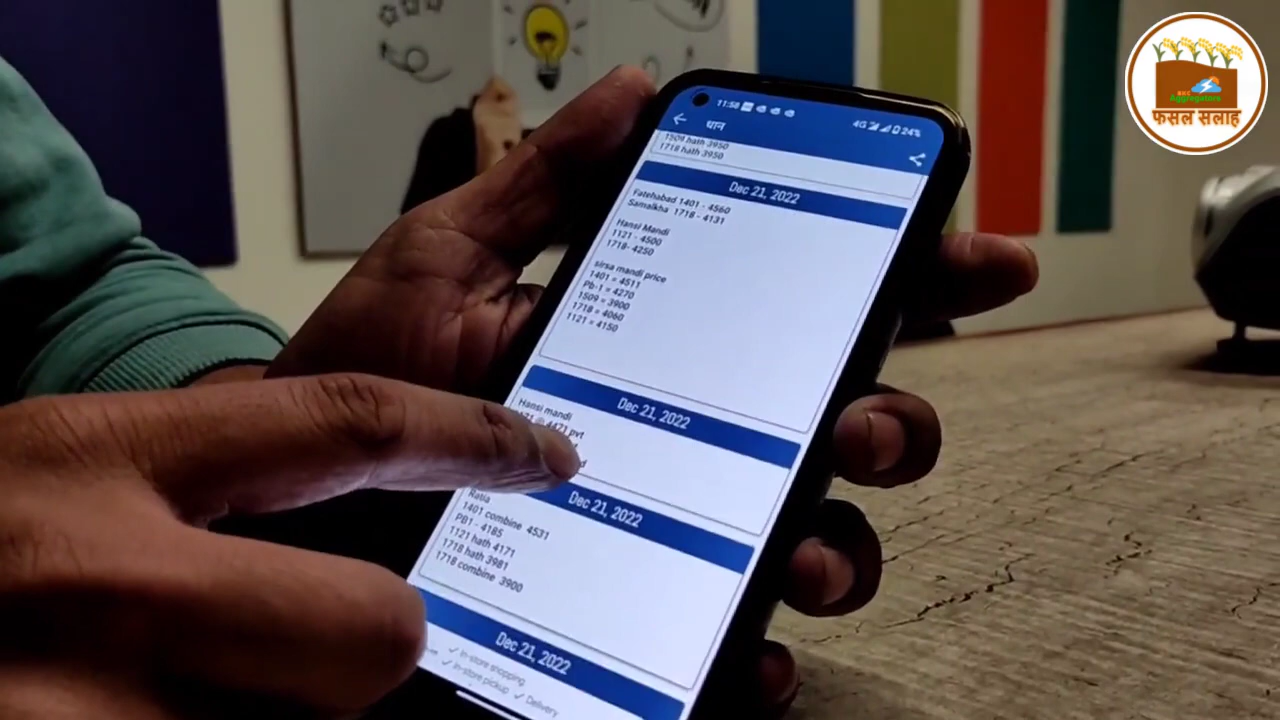 11:58
4G 24%
धान
1509 hath 3950
1718 hath 3950
Dec 21, 2022
Fatehabad 1401 - 4560
Samalkha 1718 - 4131
Hansi Mandi
1121 - 4500
1718- 4250
sirsa mandi price
1401 = 4511
Pb-1 = 4270
1509 = 3900
1718 = 4060
1121 = 4150
Dec 21, 2022
Hansi mandi
4471 pvt
Dec 21, 2022
Ratia
1401 combine 4531
PB1 - 4185
1121 hath 4171
1718 hath 3981
1718 combine 3900
Dec 21, 2022
In-store shopping
In-store pickup Delivery
Aggregators
फसल सलाह